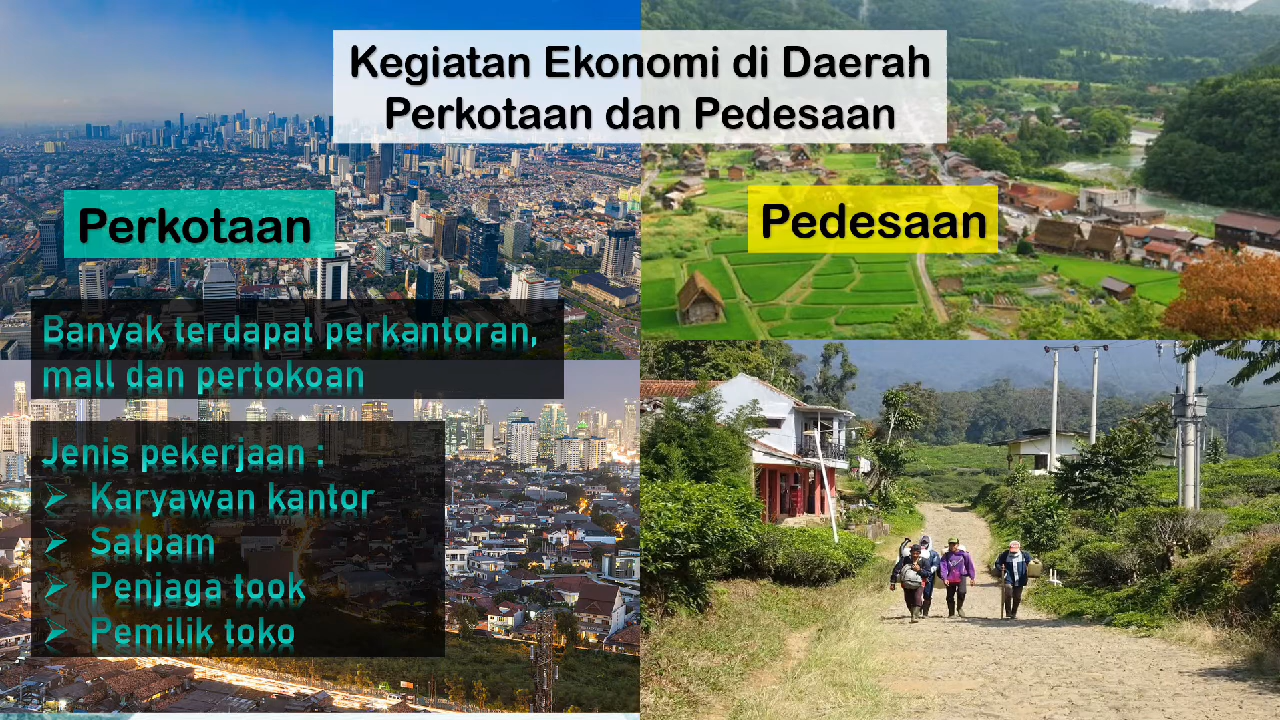 Kegiatan Ekonomi di Daerah
Perkotaan dan Pedesaan
Perkotaan
Banyak terdapat perkantoran,
mall dan pertokoan
Jenis pekerjaan :
➢ Karyawan kantor
➢ Satpam
➢ Penjaga took
➢ Pemilik toko
Pedesaan